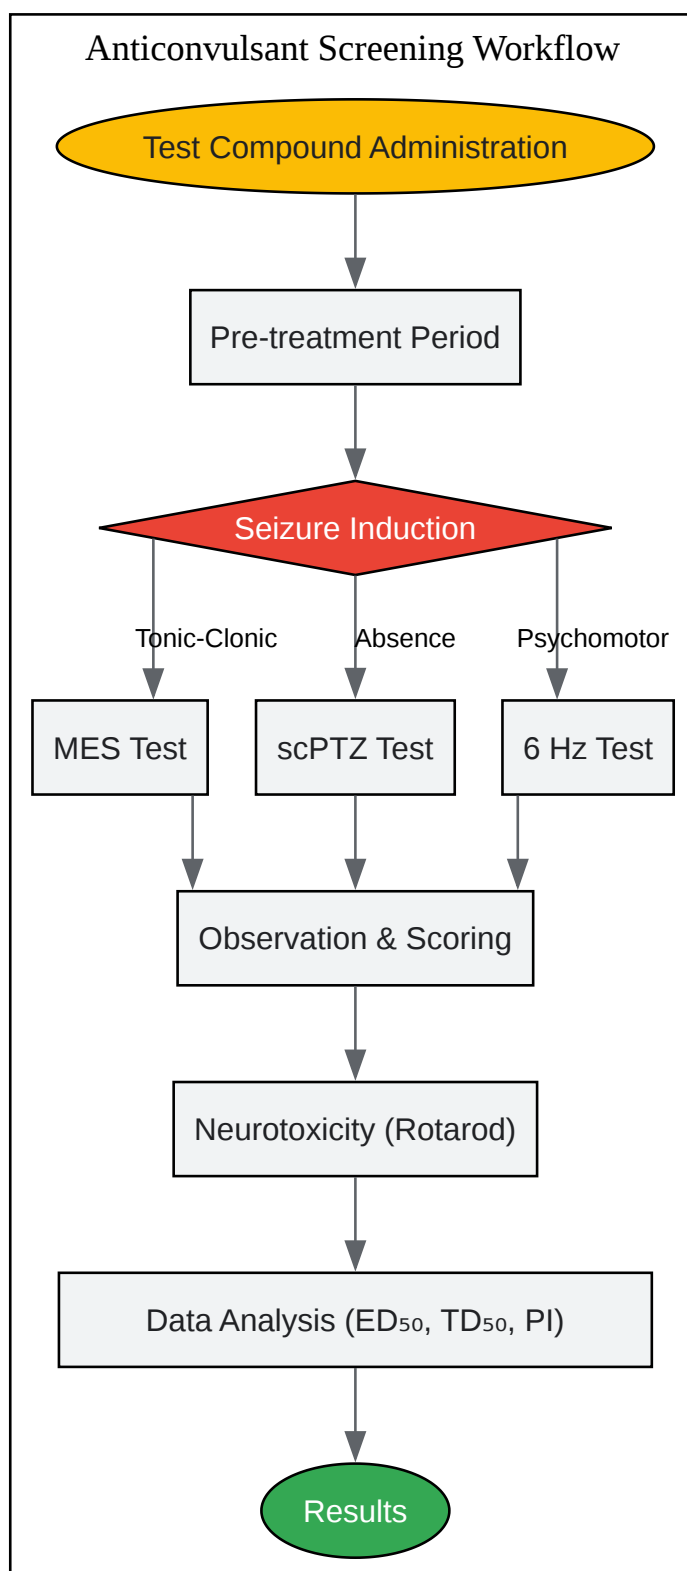 Anticonvulsant Screening Workflow
Test Compound Administration
Pre-treatment Period
Seizure Induction
Tonic-Clonic
Absence
Psychomotor
MES Test
scPTZ Test
6 Hz Test
Observation & Scoring
Neurotoxicity (Rotarod)
Data Analysis (ED₅₀, TD₅₀, PI)
Results